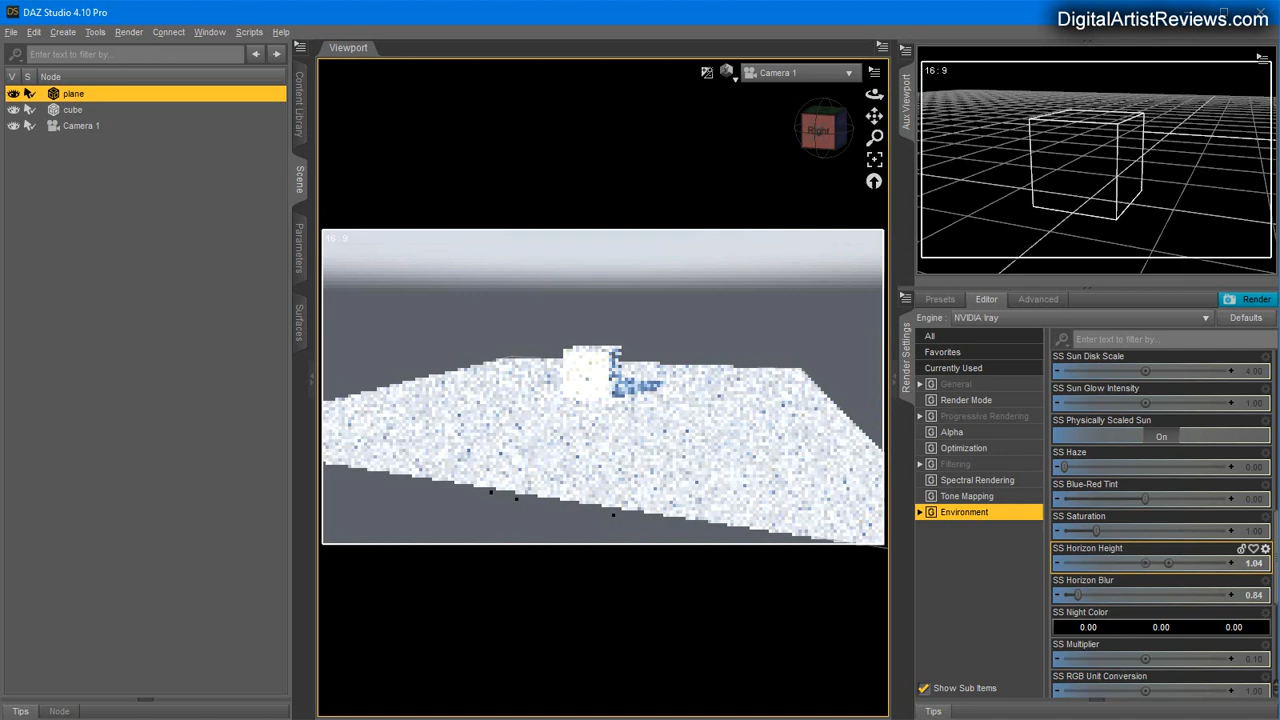 DAZ Studio 4.10 Pro
DigitalArtistReviews.com
File Edit Create Tools Render Connect Window Scripts Help
Enter text to filter by...
V S Node
plane
cube
Camera 1
Content Library
Scene
Parameters
Surfaces
Tips Node
Viewport
Camera 1
Right
16 : 9
Aux Viewport
16 : 9
Render Settings
Presets Editor Advanced Render
Engine : NVIDIA Iray Defaults
All
Favorites
Currently Used
G General
G Render Mode
G Progressive Rendering
G Alpha
G Optimization
G Filtering
G Spectral Rendering
G Tone Mapping
G Environment
Show Sub Items
Enter text to filter by...
SS Sun Disk Scale
4.00
SS Sun Glow Intensity
1.00
SS Physically Scaled Sun
On
SS Haze
0.00
SS Blue-Red Tint
0.00
SS Saturation
1.00
SS Horizon Height
1.04
SS Horizon Blur
0.84
SS Night Color
0.00 0.00 0.00
SS Multiplier
0.10
SS RGB Unit Conversion
1.00
Tips